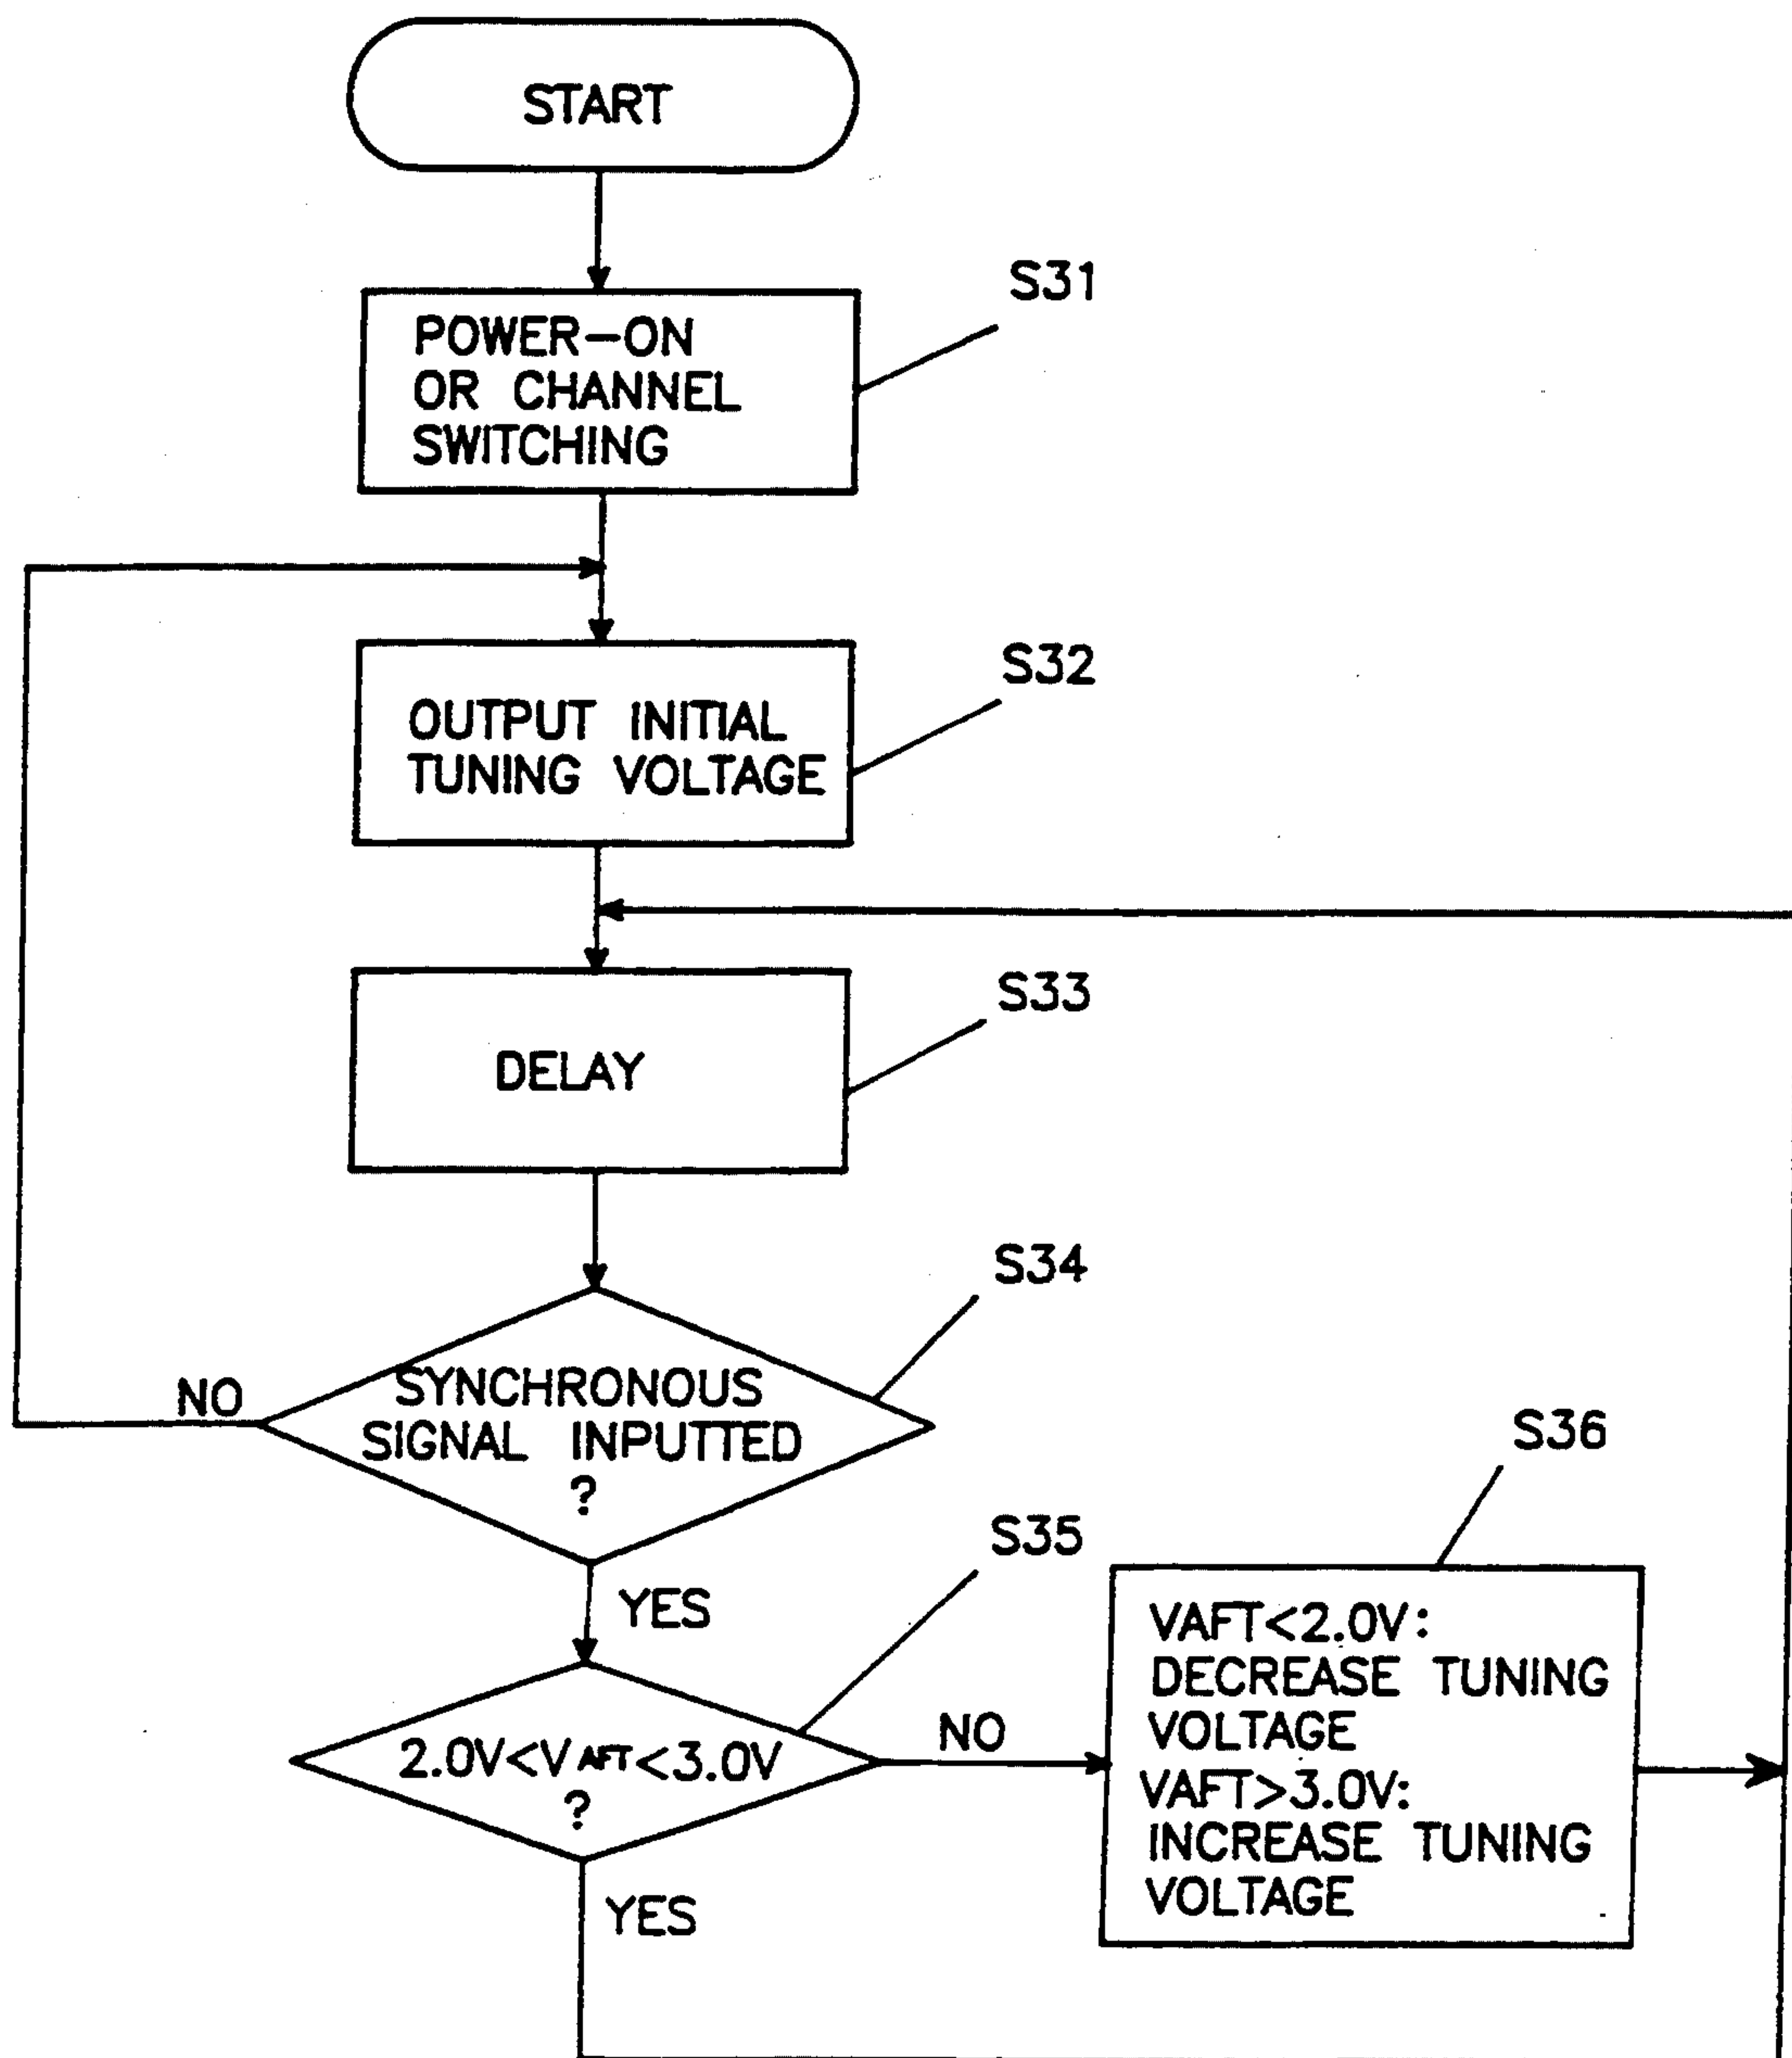 START
S31
POWER-ON
OR CHANNEL
SWITCHING
S32
OUTPUT INITIAL
TUNING VOLTAGE
S33
DELAY
S34
NO
SYNCHRONOUS
SIGNAL INPUTTED
?
S36
S35
YES
VAFT<2.0V:
DECREASE TUNING
VOLTAGE
VAFT>3.0V:
INCREASE TUNING
VOLTAGE
NO
2.0V<VAFT<3.0V
?
YES